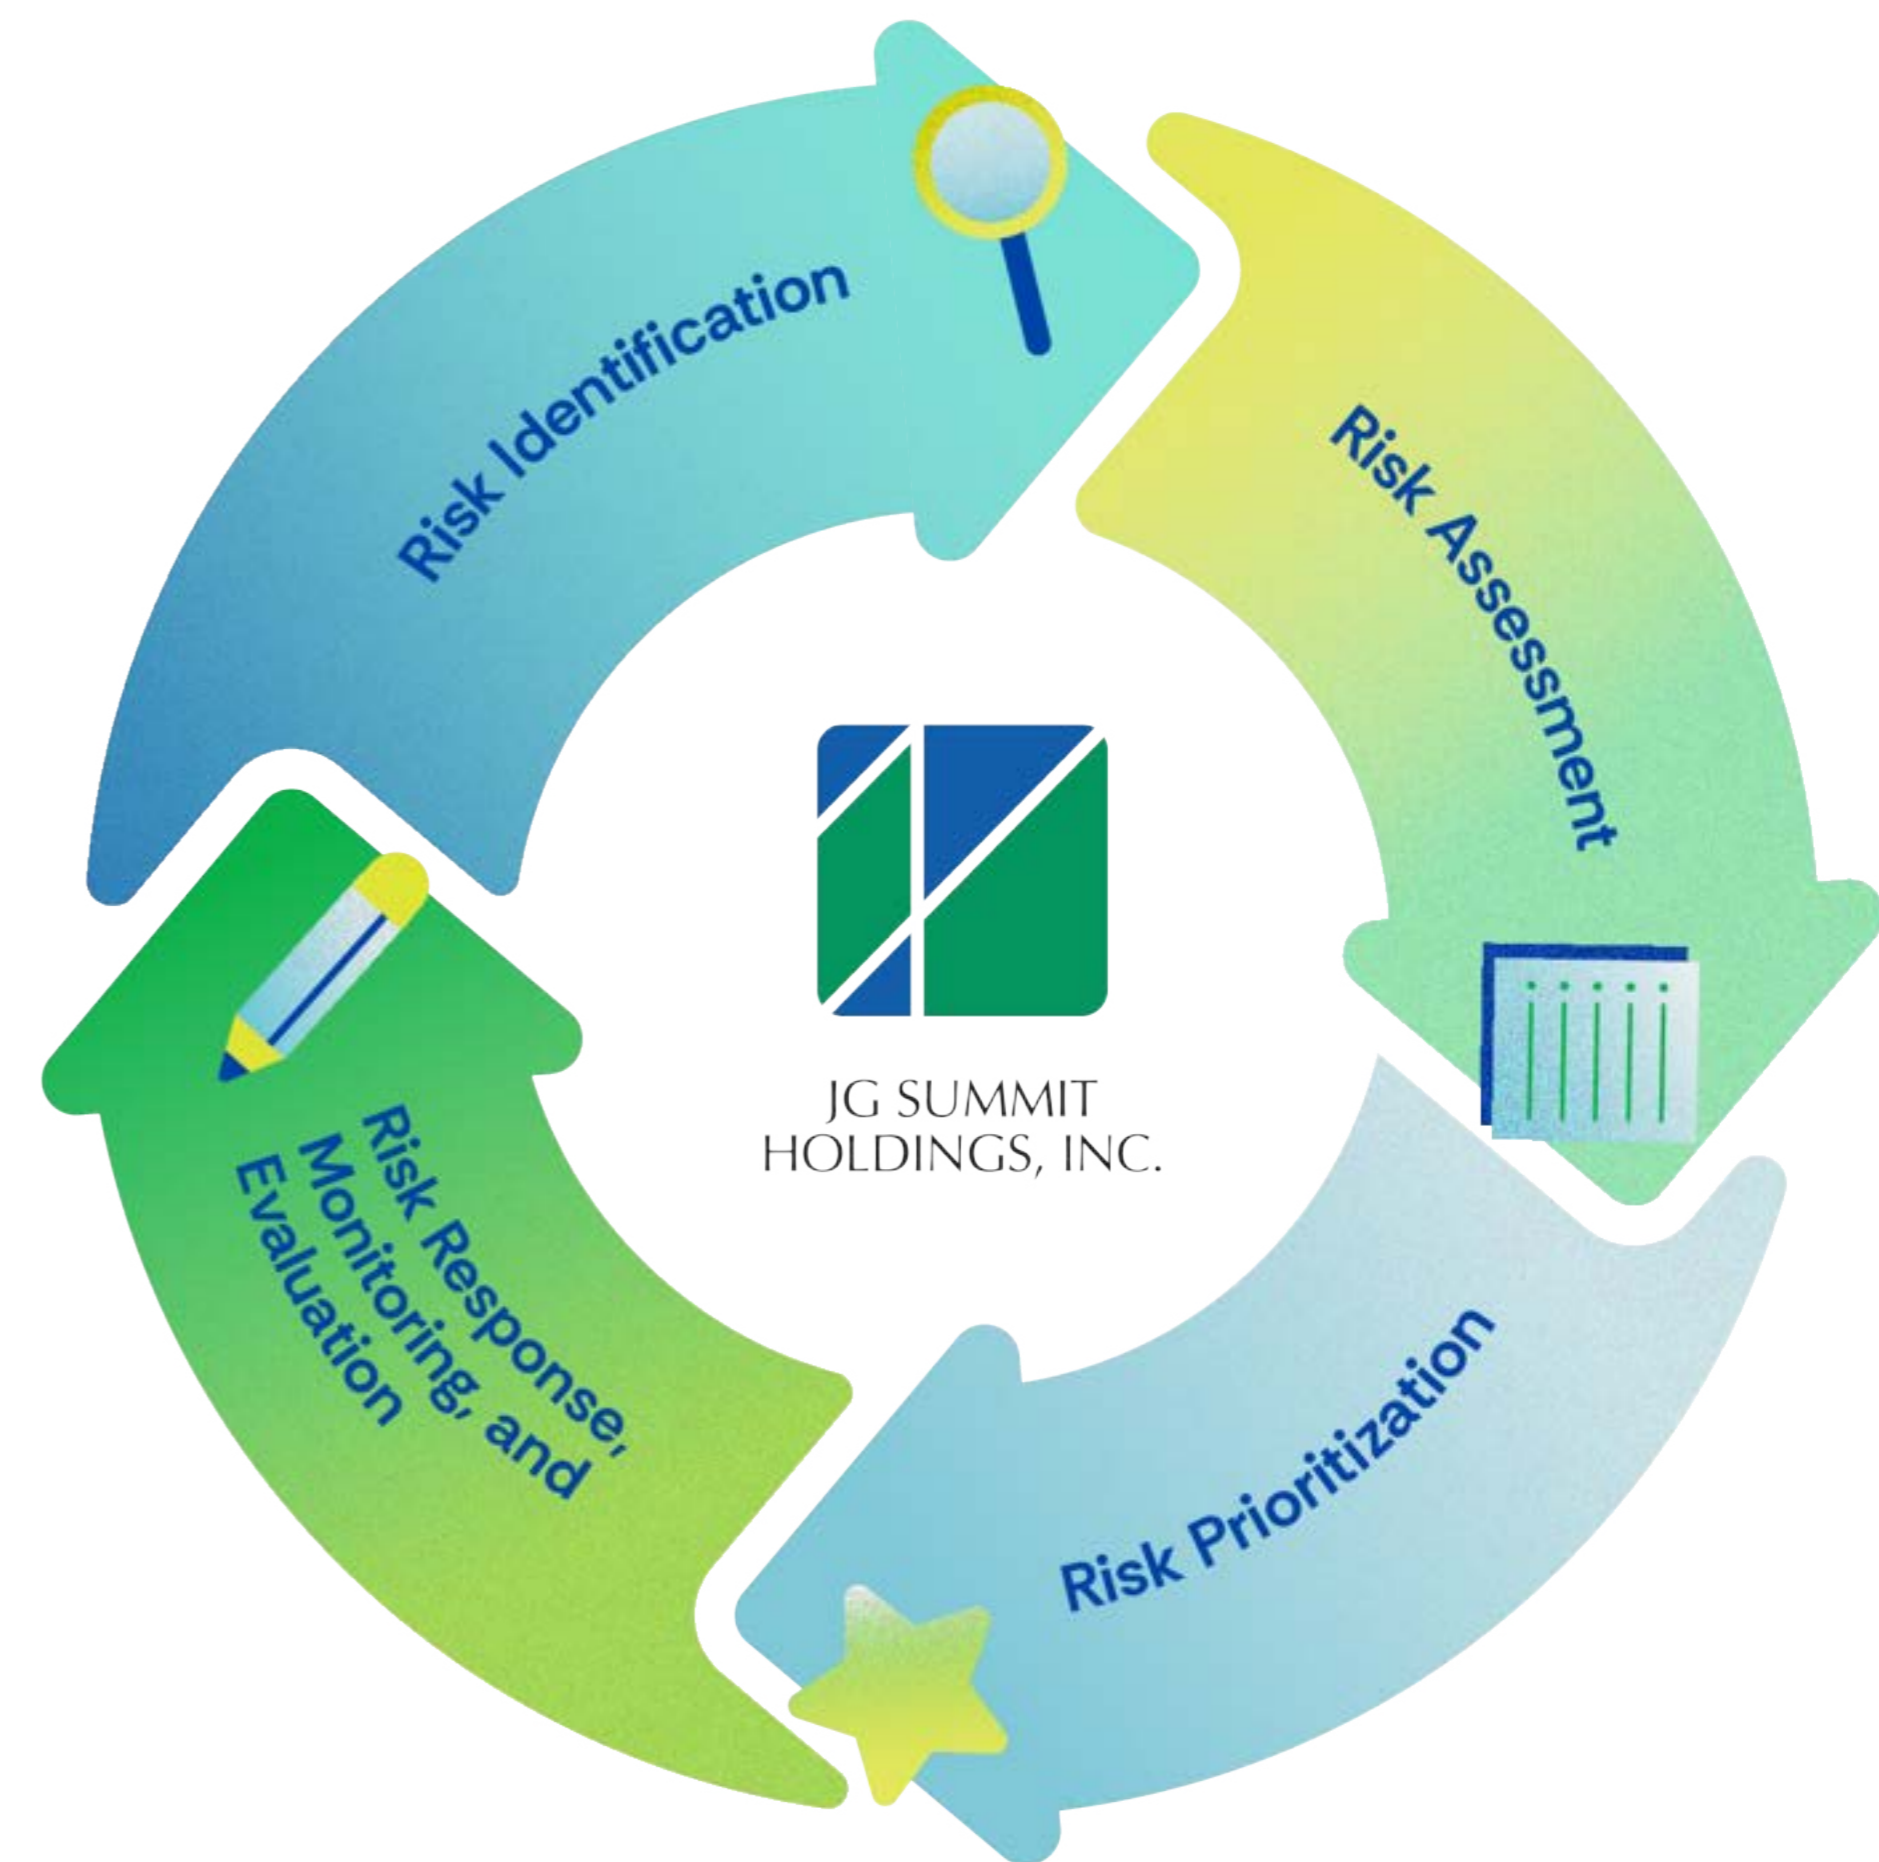 Risk Identification
Risk Assessment
Risk Prioritization
Risk Response,
Monitoring, and
Evaluation
JG SUMMIT
HOLDINGS, INC.